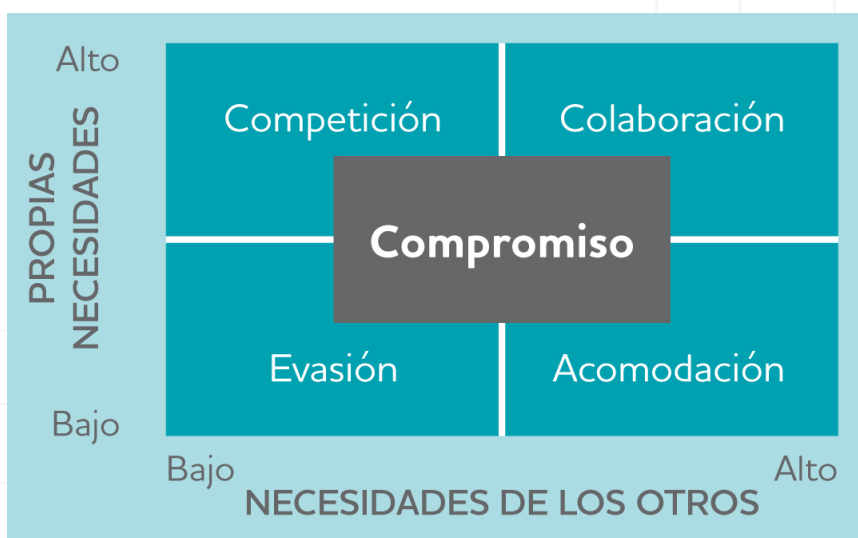 Alto
PROPIAS
NECESIDADES
Competición
Colaboración
Compromiso
Evasión
Acomodación
Bajo
Bajo
Alto
NECESIDADES DE LOS OTROS